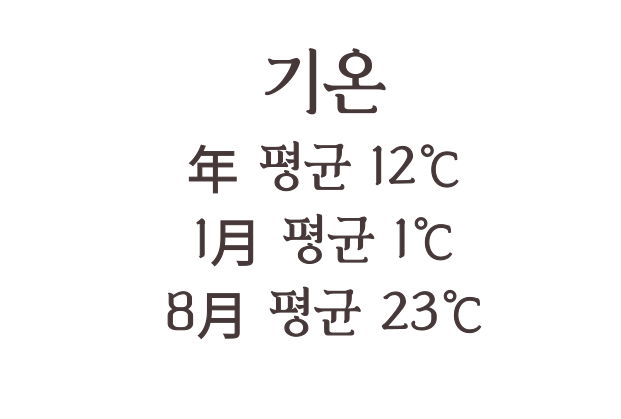 기온
年 평균 12℃
1月 평균 1℃
8月 평균 23℃